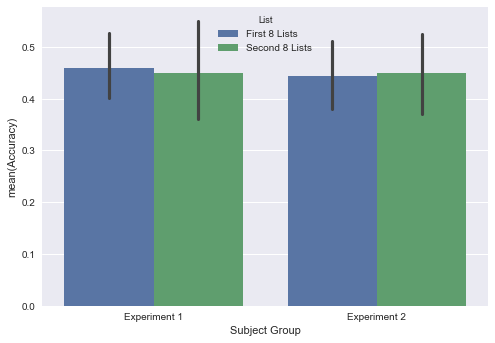 List
First 8 Lists
Second 8 Lists
mean(Accuracy)
0.5
0.4
0.3
0.2
0.1
0.0
Experiment 1
Experiment 2
Subject Group